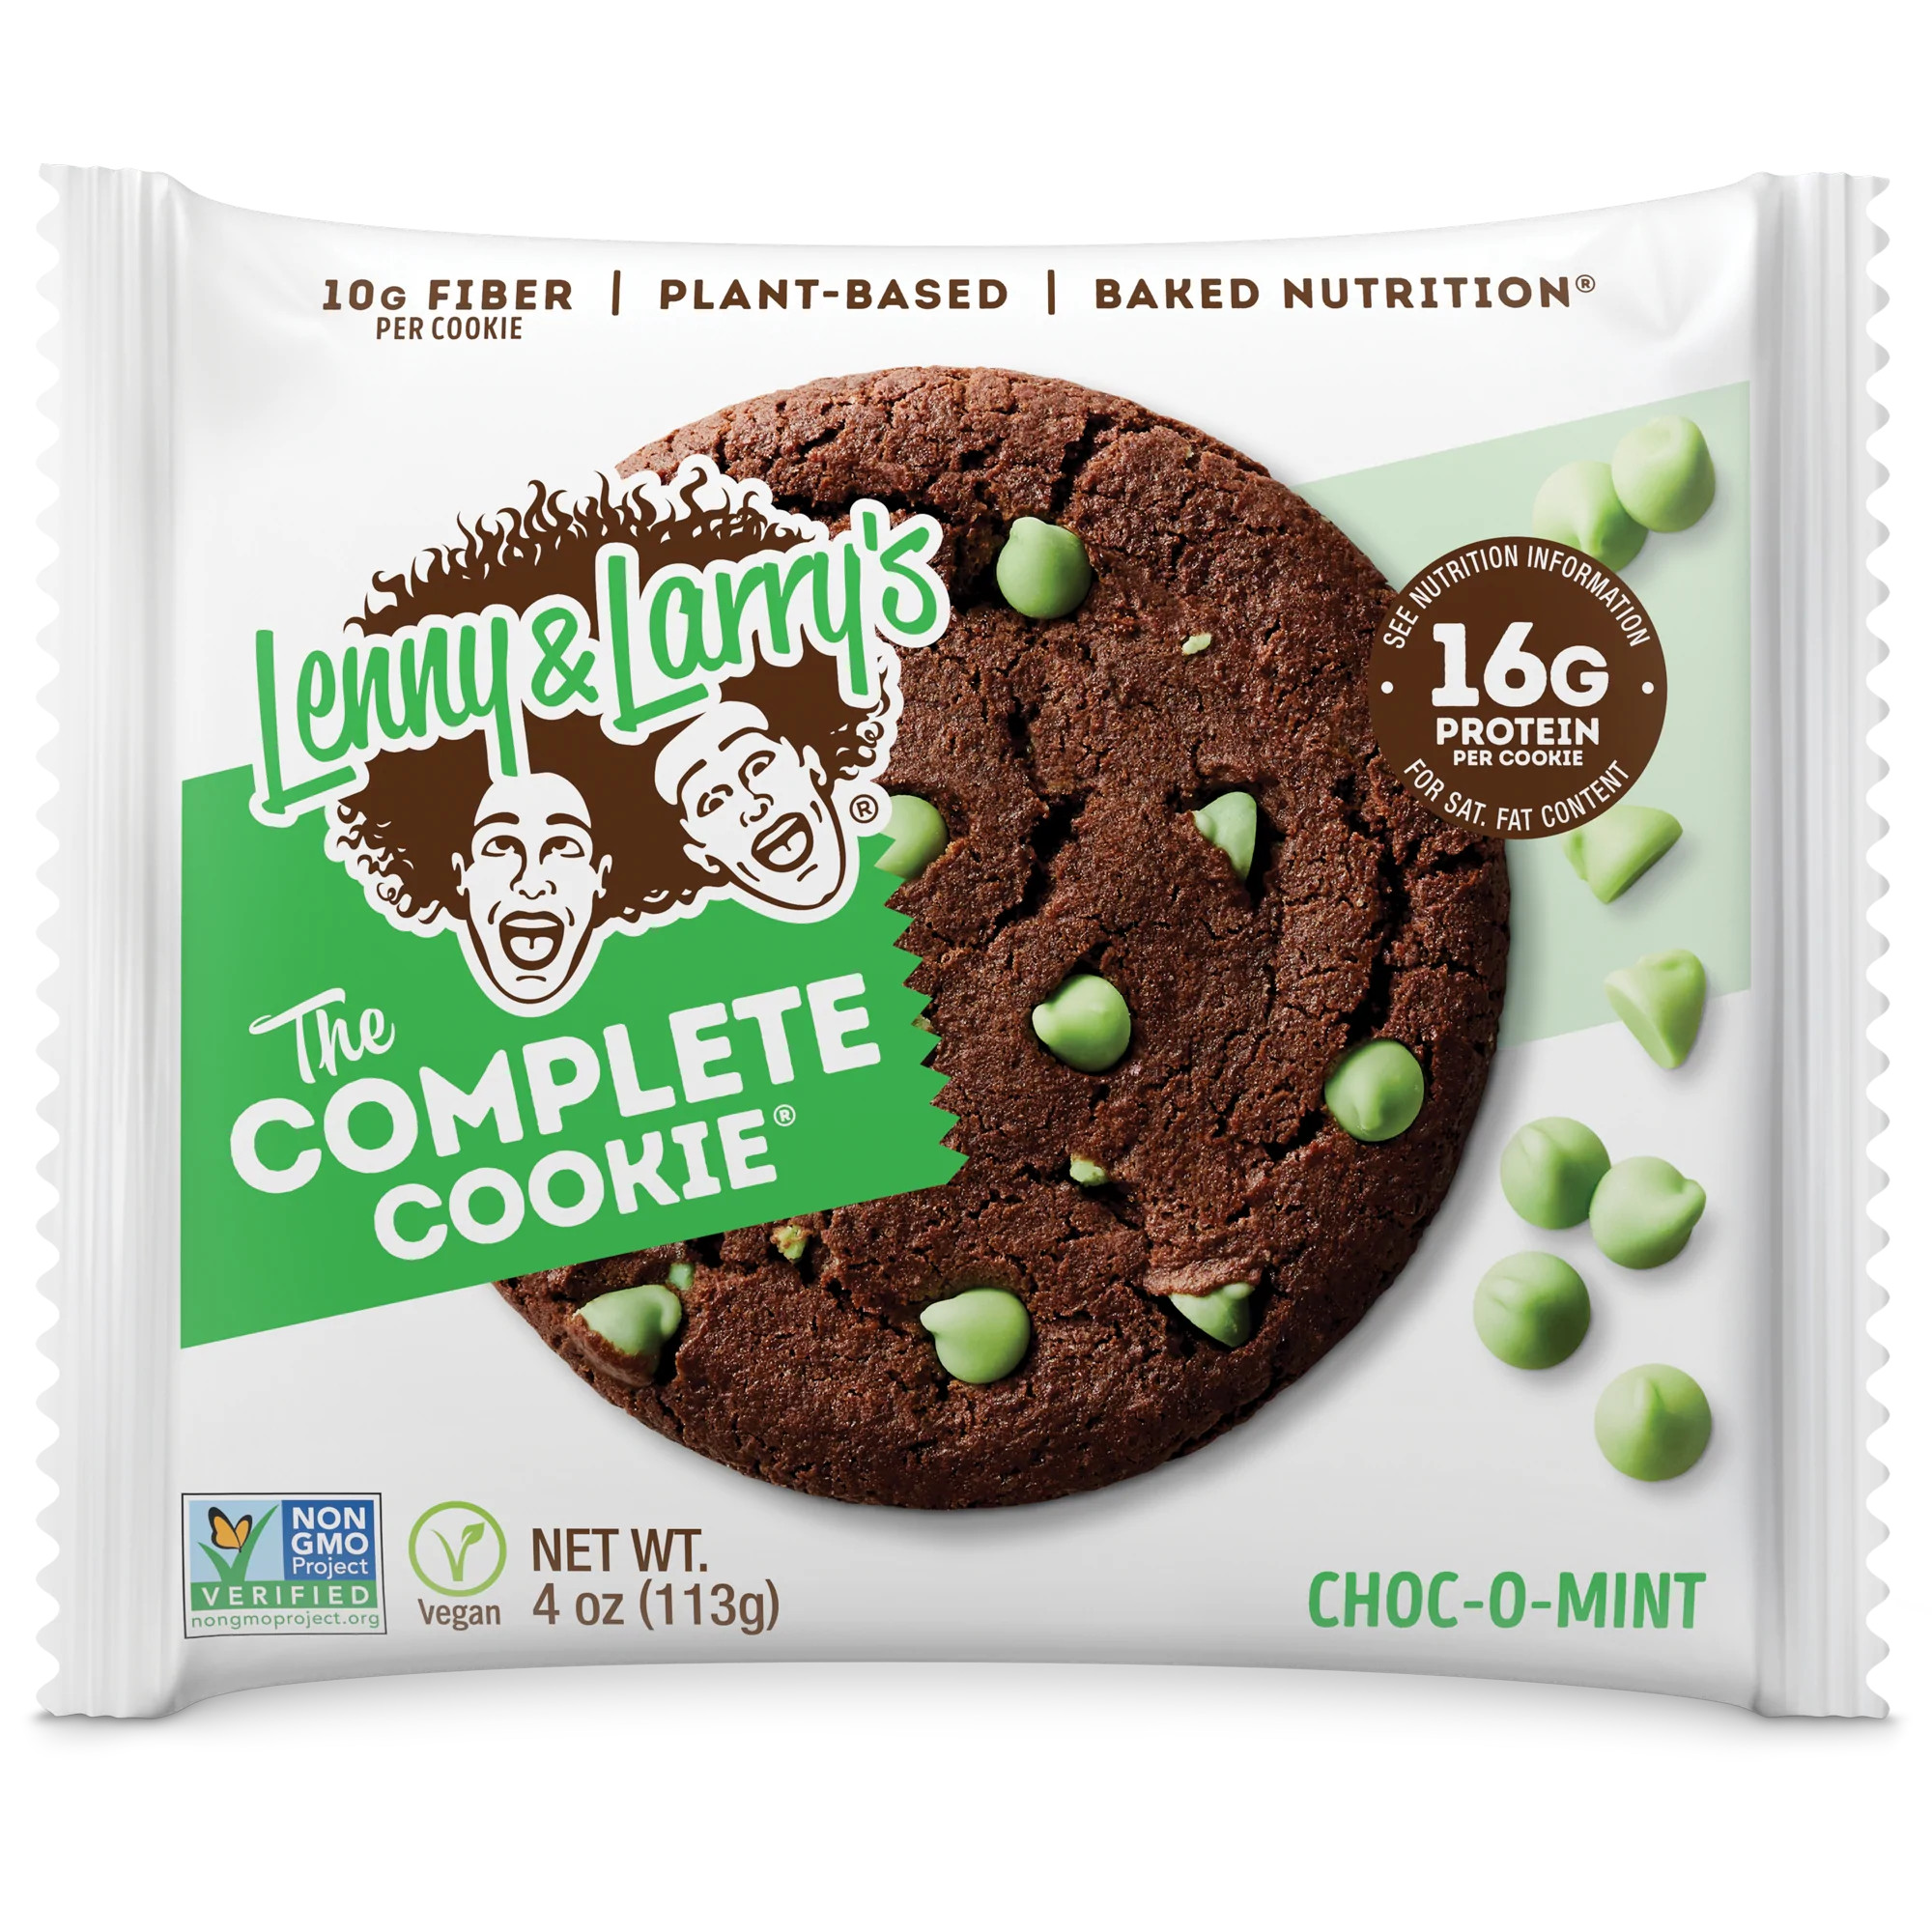 10G FIBER | PLANT-BASED | BAKED NUTRITION®
PER COOKIE
Lenny & Larry's®
The
COMPLETE
COOKIE®
SEE NUTRITION INFORMATION
16G
PROTEIN
PER COOKIE
FOR SAT. FAT CONTENT
NON
GMO
Project
VERIFIED
nongmoproject.org
Vegan
NET WT.
4 oz (113g)
CHOC-O-MINT